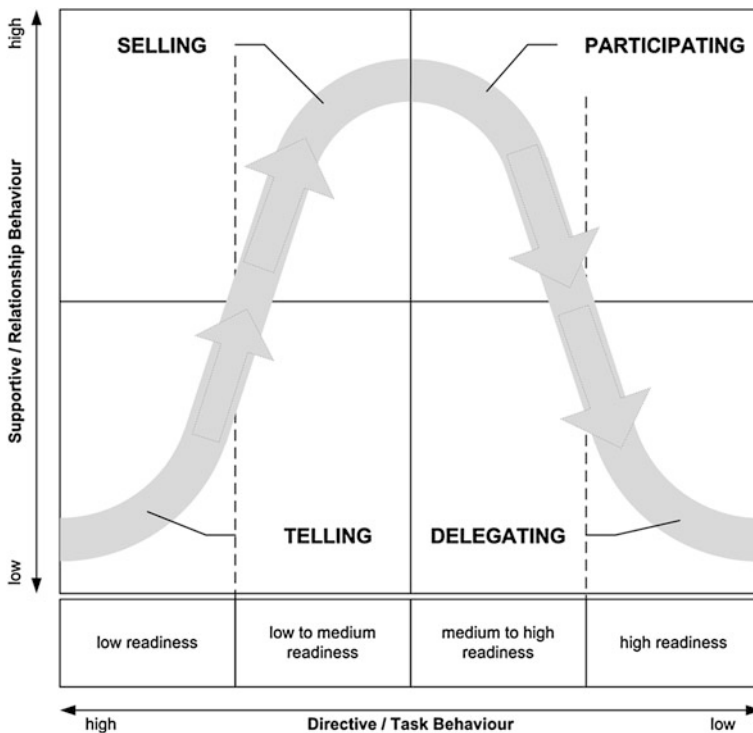 high
Supportive / Relationship Behaviour
low
SELLING
PARTICIPATING
TELLING
DELEGATING
low readiness
low to medium
readiness
medium to high
readiness
high readiness
high
Directive / Task Behaviour
low